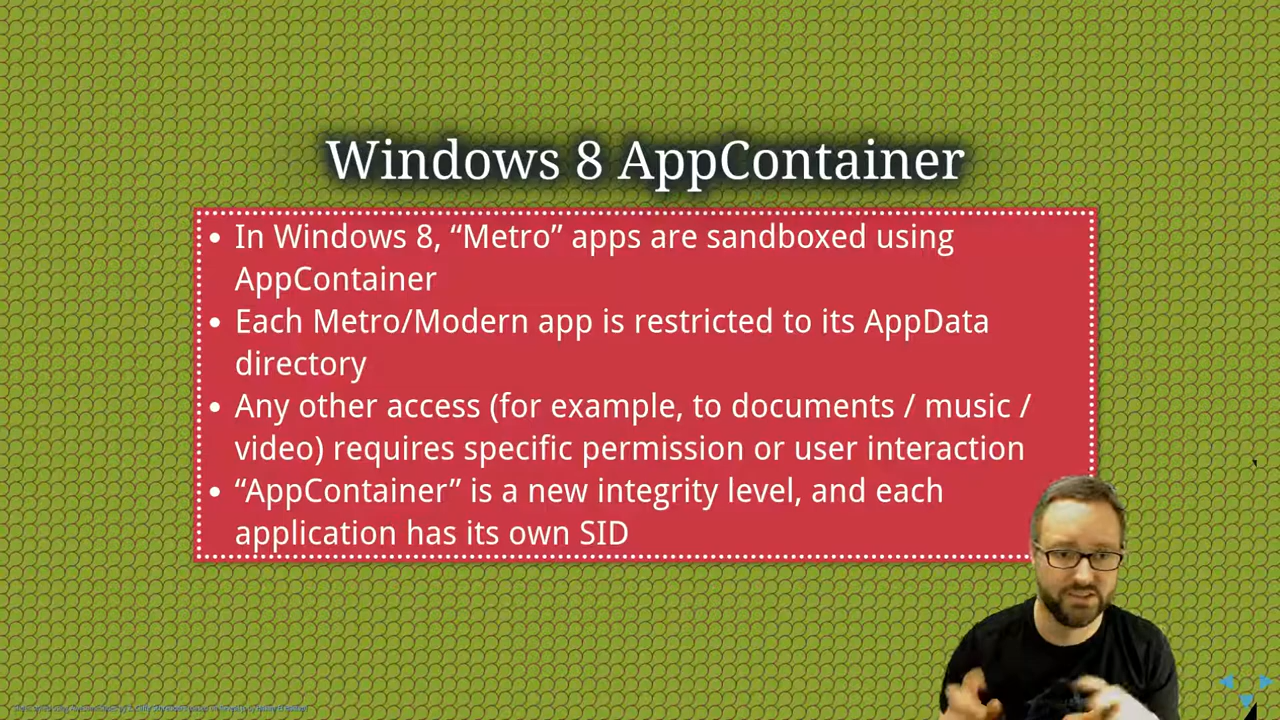 Windows 8 AppContainer
• In Windows 8, “Metro” apps are sandboxed using
AppContainer
• Each Metro/Modern app is restricted to its AppData
directory
• Any other access (for example, to documents / music /
video) requires specific permission or user interaction
• “AppContainer” is a new integrity level, and each
application has its own SID